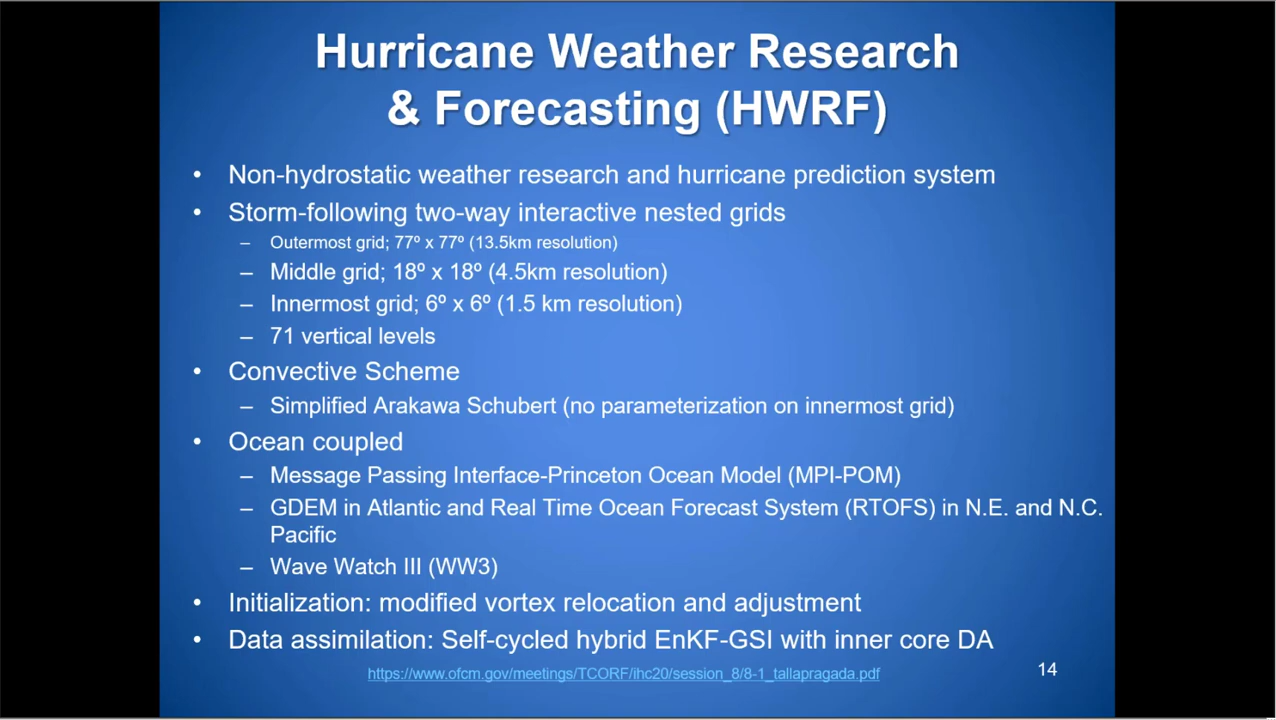 Hurricane Weather Research
& Forecasting (HWRF)
• Non-hydrostatic weather research and hurricane prediction system
• Storm-following two-way interactive nested grids
– Outermost grid; 77º x 77º (13.5km resolution)
– Middle grid; 18º x 18º (4.5km resolution)
– Innermost grid; 6º x 6º (1.5 km resolution)
– 71 vertical levels
• Convective Scheme
– Simplified Arakawa Schubert (no parameterization on innermost grid)
• Ocean coupled
– Message Passing Interface-Princeton Ocean Model (MPI-POM)
– GDEM in Atlantic and Real Time Ocean Forecast System (RTOFS) in N.E. and N.C.
Pacific
– Wave Watch III (WW3)
• Initialization: modified vortex relocation and adjustment
• Data assimilation: Self-cycled hybrid EnKF-GSI with inner core DA
https://www.ofcm.gov/meetings/TCORF/ihc20/session_8/8-1_tallapragada.pdf
14